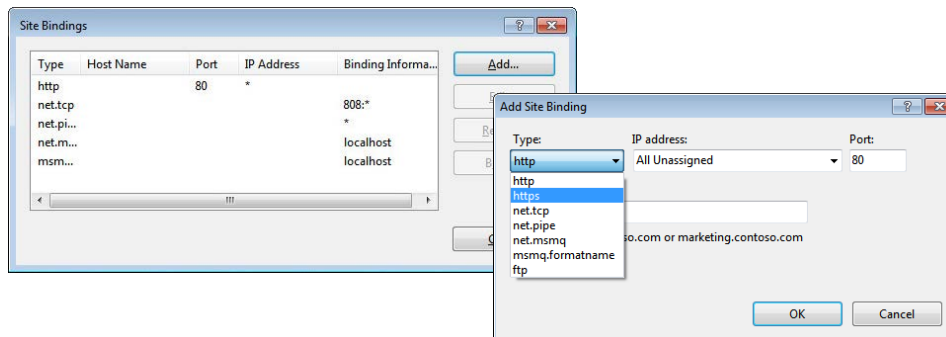 Site Bindings
Type Host Name Port IP Address Binding Informa...
Add...
http 80 *
net.tcp 808:*
net.pi... *
net.m... localhost
msm... localhost
Add Site Binding
Type: IP address: Port:
http All Unassigned 80
http
https
net.tcp
net.pipe
net.msmq
so.com or marketing.contoso.com
msmq.formatname
ftp
OK Cancel